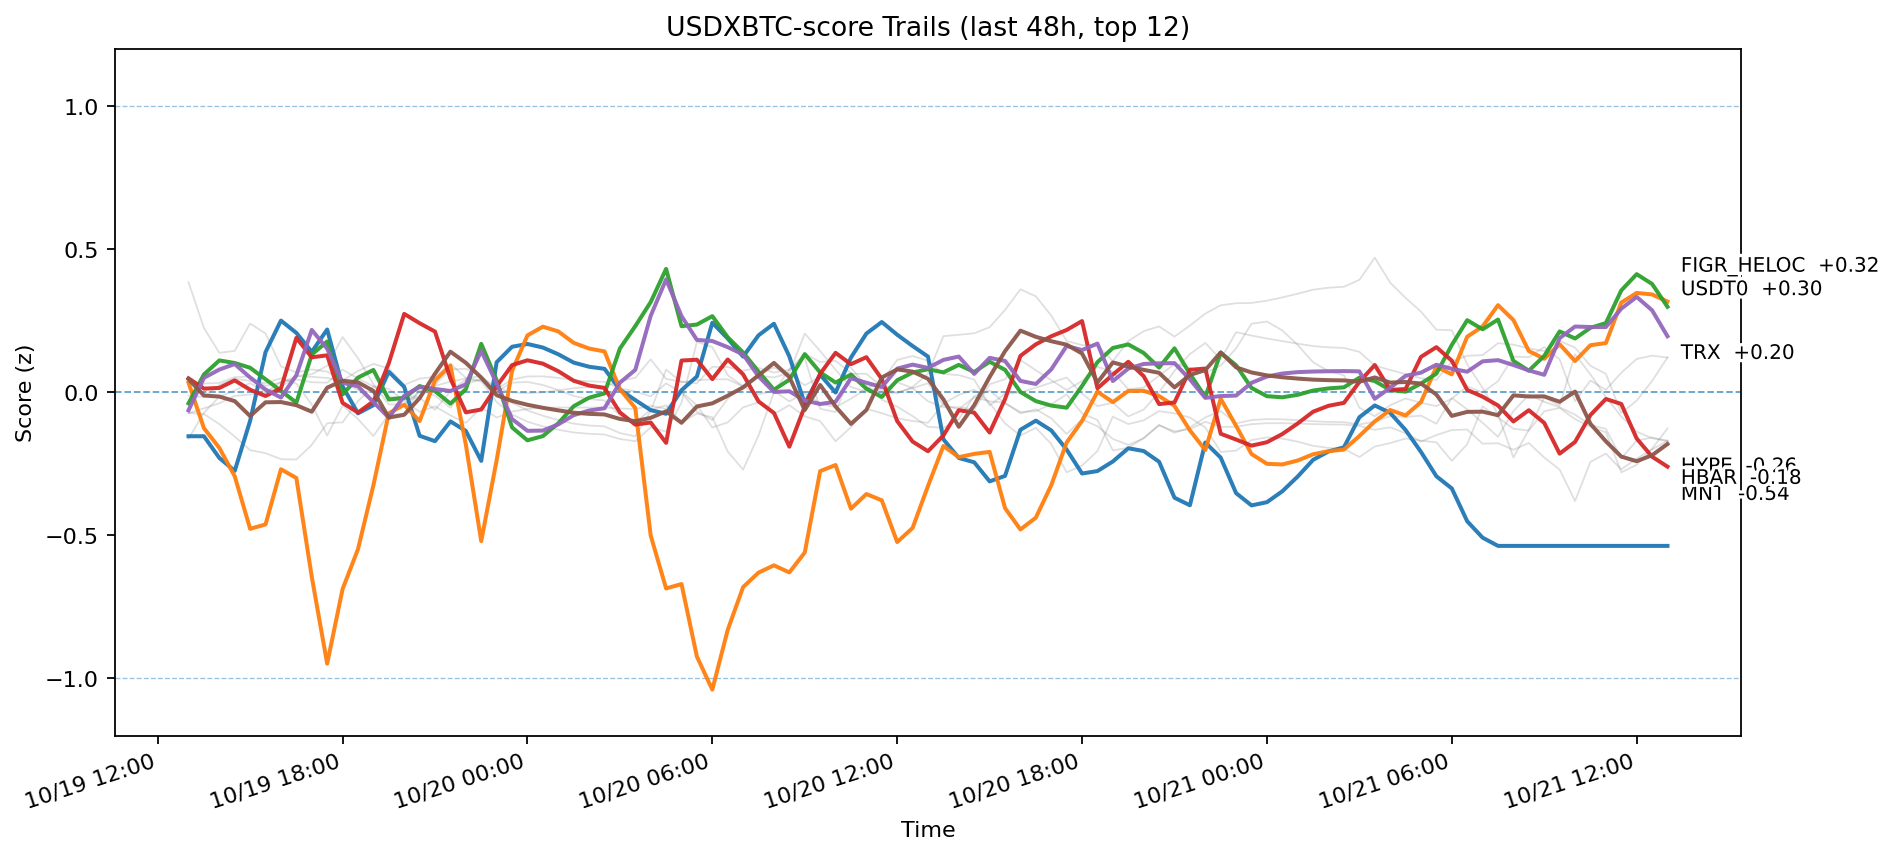 USDXBTC-score Trails (last 48h, top 12)
Score (z)
1.0
0.5
0.0
−0.5
−1.0
FIGR_HELOC +0.32
USDT0 +0.30
TRX +0.20
HYPE -0.26
HBAR -0.18
MNT -0.54
10/19 12:00
10/19 18:00
10/20 00:00
10/20 06:00
10/20 12:00
10/20 18:00
10/21 00:00
10/21 06:00
10/21 12:00
Time